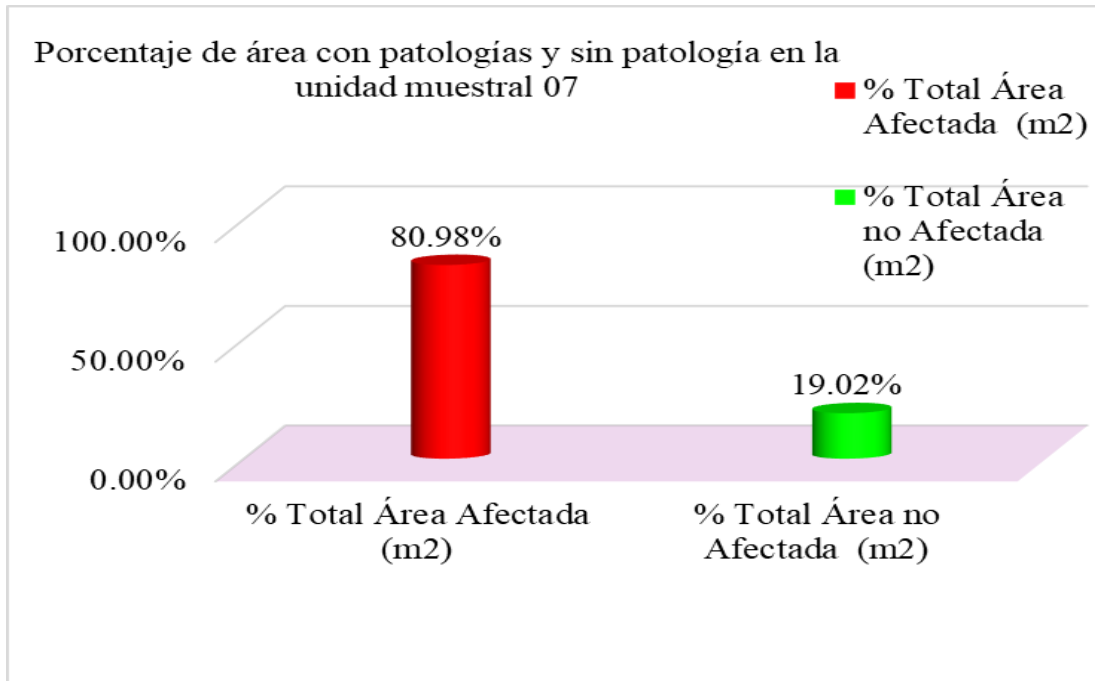 Porcentaje de área con patologías y sin patología en la
unidad muestral 07
% Total Área
Afectada (m2)
% Total Área
no Afectada
(m2)
100.00%
50.00%
0.00%
80.98%
19.02%
% Total Área Afectada
(m2)
% Total Área no
Afectada (m2)